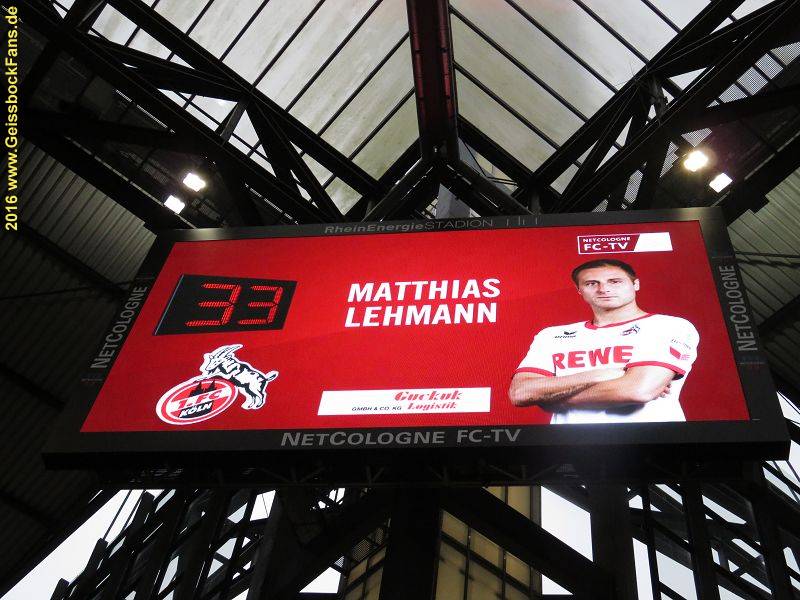 2016 www.GeissbockFans.de
RheinEnergieSTADION
NETCOLOGNE
FC-TV
33
MATTHIAS
LEHMANN
REWE
1. FC
KÖLN
Guckuk
GMBH & CO. KG Logistik
NETCOLOGNE
NETCOLOGNE
NETCOLOGNE FC-TV